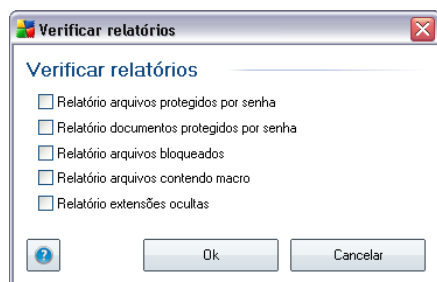 Verificar relatórios
Verificar relatórios
Relatório arquivos protegidos por senha
Relatório documentos protegidos por senha
Relatório arquivos bloqueados
Relatório arquivos contendo macro
Relatório extensões ocultas
?
Ok
Cancelar